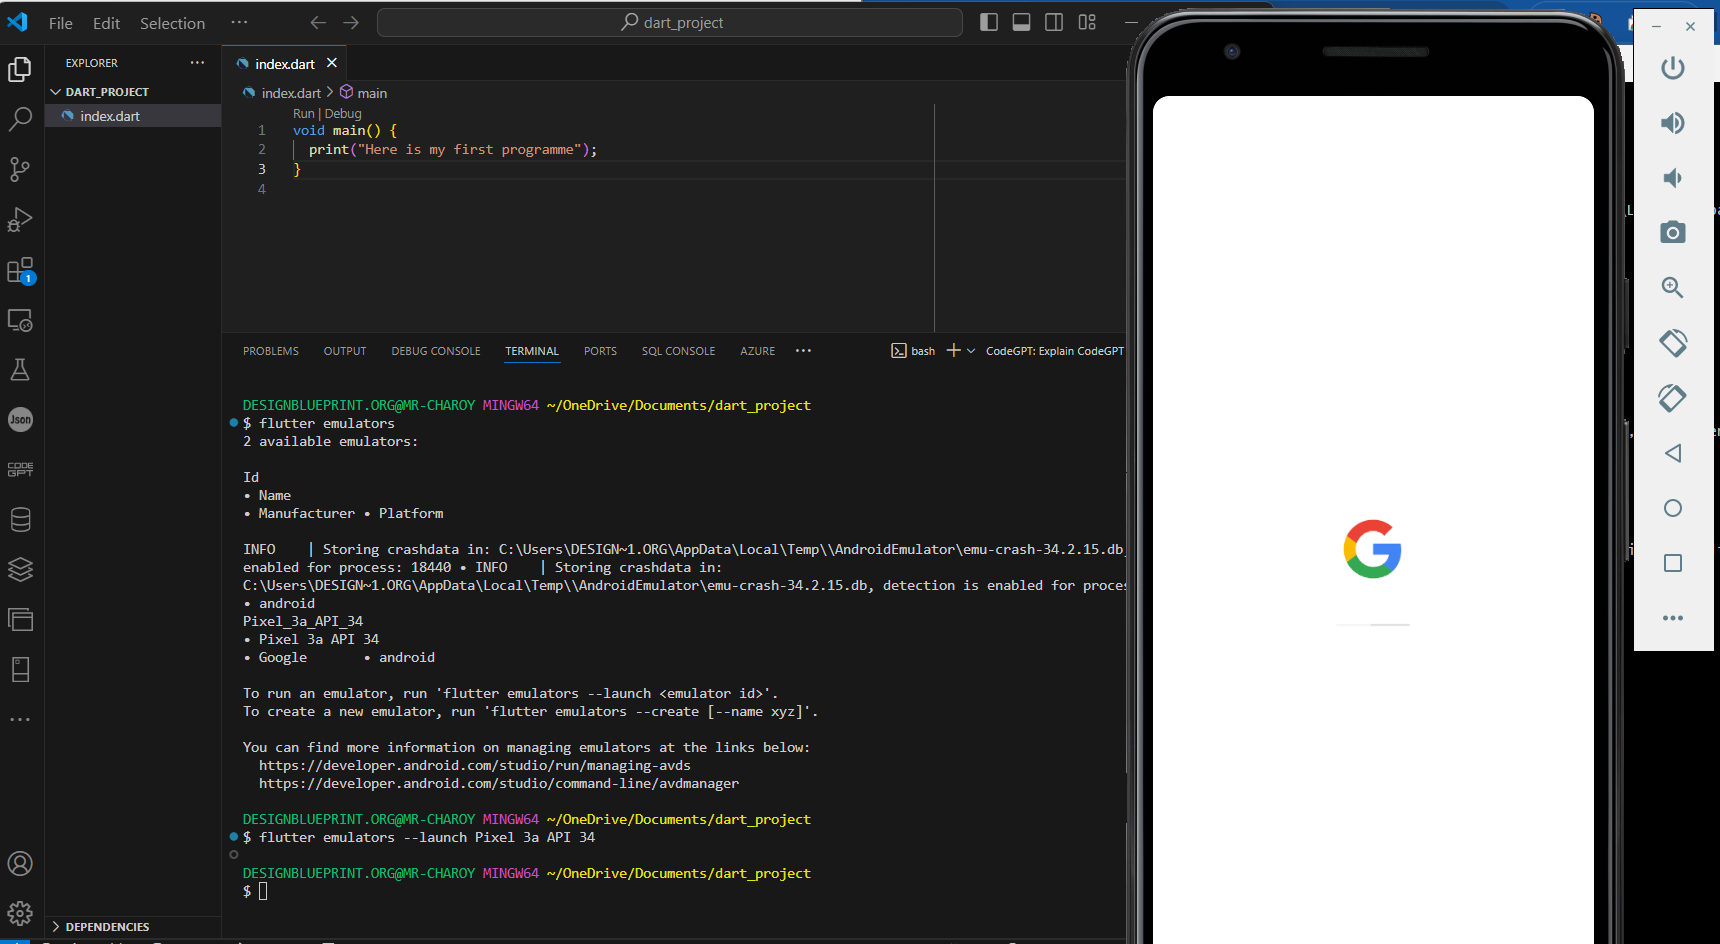 File Edit Selection ···
dart_project
EXPLORER ···
DART_PROJECT
index.dart
DEPENDENCIES
1
Json
CODE
GPT
index.dart
index.dart > main
Run | Debug
1 void main() {
2 print("Here is my first programme");
3 }
4
PROBLEMS OUTPUT DEBUG CONSOLE TERMINAL PORTS SQL CONSOLE AZURE ···
bash
CodeGPT: Explain CodeGPT
DESIGNBLUEPRINT.ORG@MR-CHAROY MINGW64 ~/OneDrive/Documents/dart_project
$ flutter emulators
2 available emulators:
Id
• Name
• Manufacturer • Platform
INFO | Storing crashdata in: C:\Users\DESIGN~1.ORG\AppData\Local\Temp\\AndroidEmulator\emu-crash-34.2.15.db,
enabled for process: 18440 • INFO | Storing crashdata in:
C:\Users\DESIGN~1.ORG\AppData\Local\Temp\\AndroidEmulator\emu-crash-34.2.15.db, detection is enabled for proce
• android
Pixel_3a_API_34
• Pixel 3a API 34
• Google • android
To run an emulator, run 'flutter emulators --launch <emulator id>'.
To create a new emulator, run 'flutter emulators --create [--name xyz]'.
You can find more information on managing emulators at the links below:
https://developer.android.com/studio/run/managing-avds
https://developer.android.com/studio/command-line/avdmanager
DESIGNBLUEPRINT.ORG@MR-CHAROY MINGW64 ~/OneDrive/Documents/dart_project
$ flutter emulators --launch Pixel 3a API 34
DESIGNBLUEPRINT.ORG@MR-CHAROY MINGW64 ~/OneDrive/Documents/dart_project
$
G